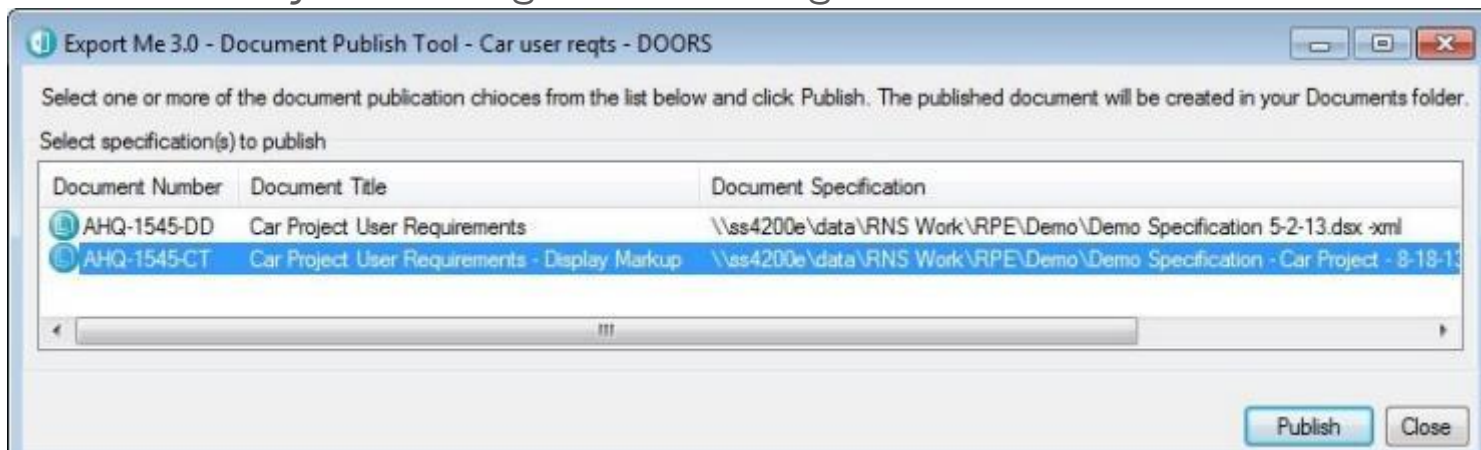 Export Me 3.0 - Document Publish Tool - Car user reqts - DOORS
Select one or more of the document publication chioces from the list below and click Publish. The published document will be created in your Documents folder.
Select specification(s) to publish
Document Number Document Title Document Specification
AHQ-1545-DD Car Project User Requirements \\ss4200e\data\RNS Work\RPE\Demo\Demo Specification 5-2-13.dsx -xml
AHQ-1545-CT Car Project User Requirements - Display Markup \\ss4200e\data\RNS Work\RPE\Demo\Demo Specification - Car Project - 8-18-13
Publish Close